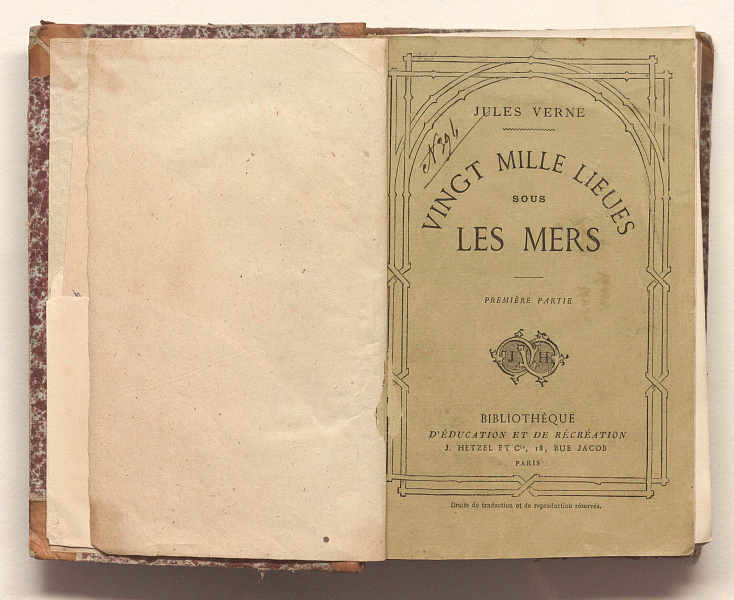 JULES VERNE
N 394
VINGT MILLE LIEUES
SOUS
LES MERS
PREMIÈRE PARTIE
J H
BIBLIOTHÈQUE
D'ÉDUCATION ET DE RÉCRÉATION
J. HETZEL ET Cie, 18, RUE JACOB
PARIS
Droits de traduction et de reproduction réservés.